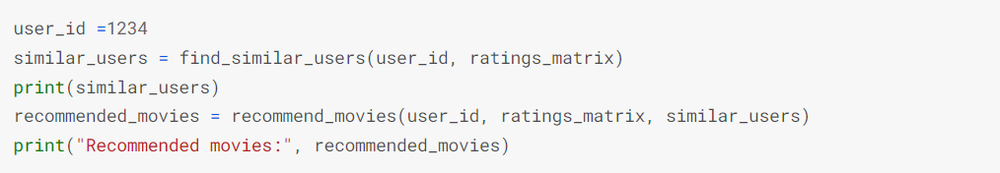 user_id =1234
similar_users = find_similar_users(user_id, ratings_matrix)
print(similar_users)
recommended_movies = recommend_movies(user_id, ratings_matrix, similar_users)
print("Recommended movies:", recommended_movies)